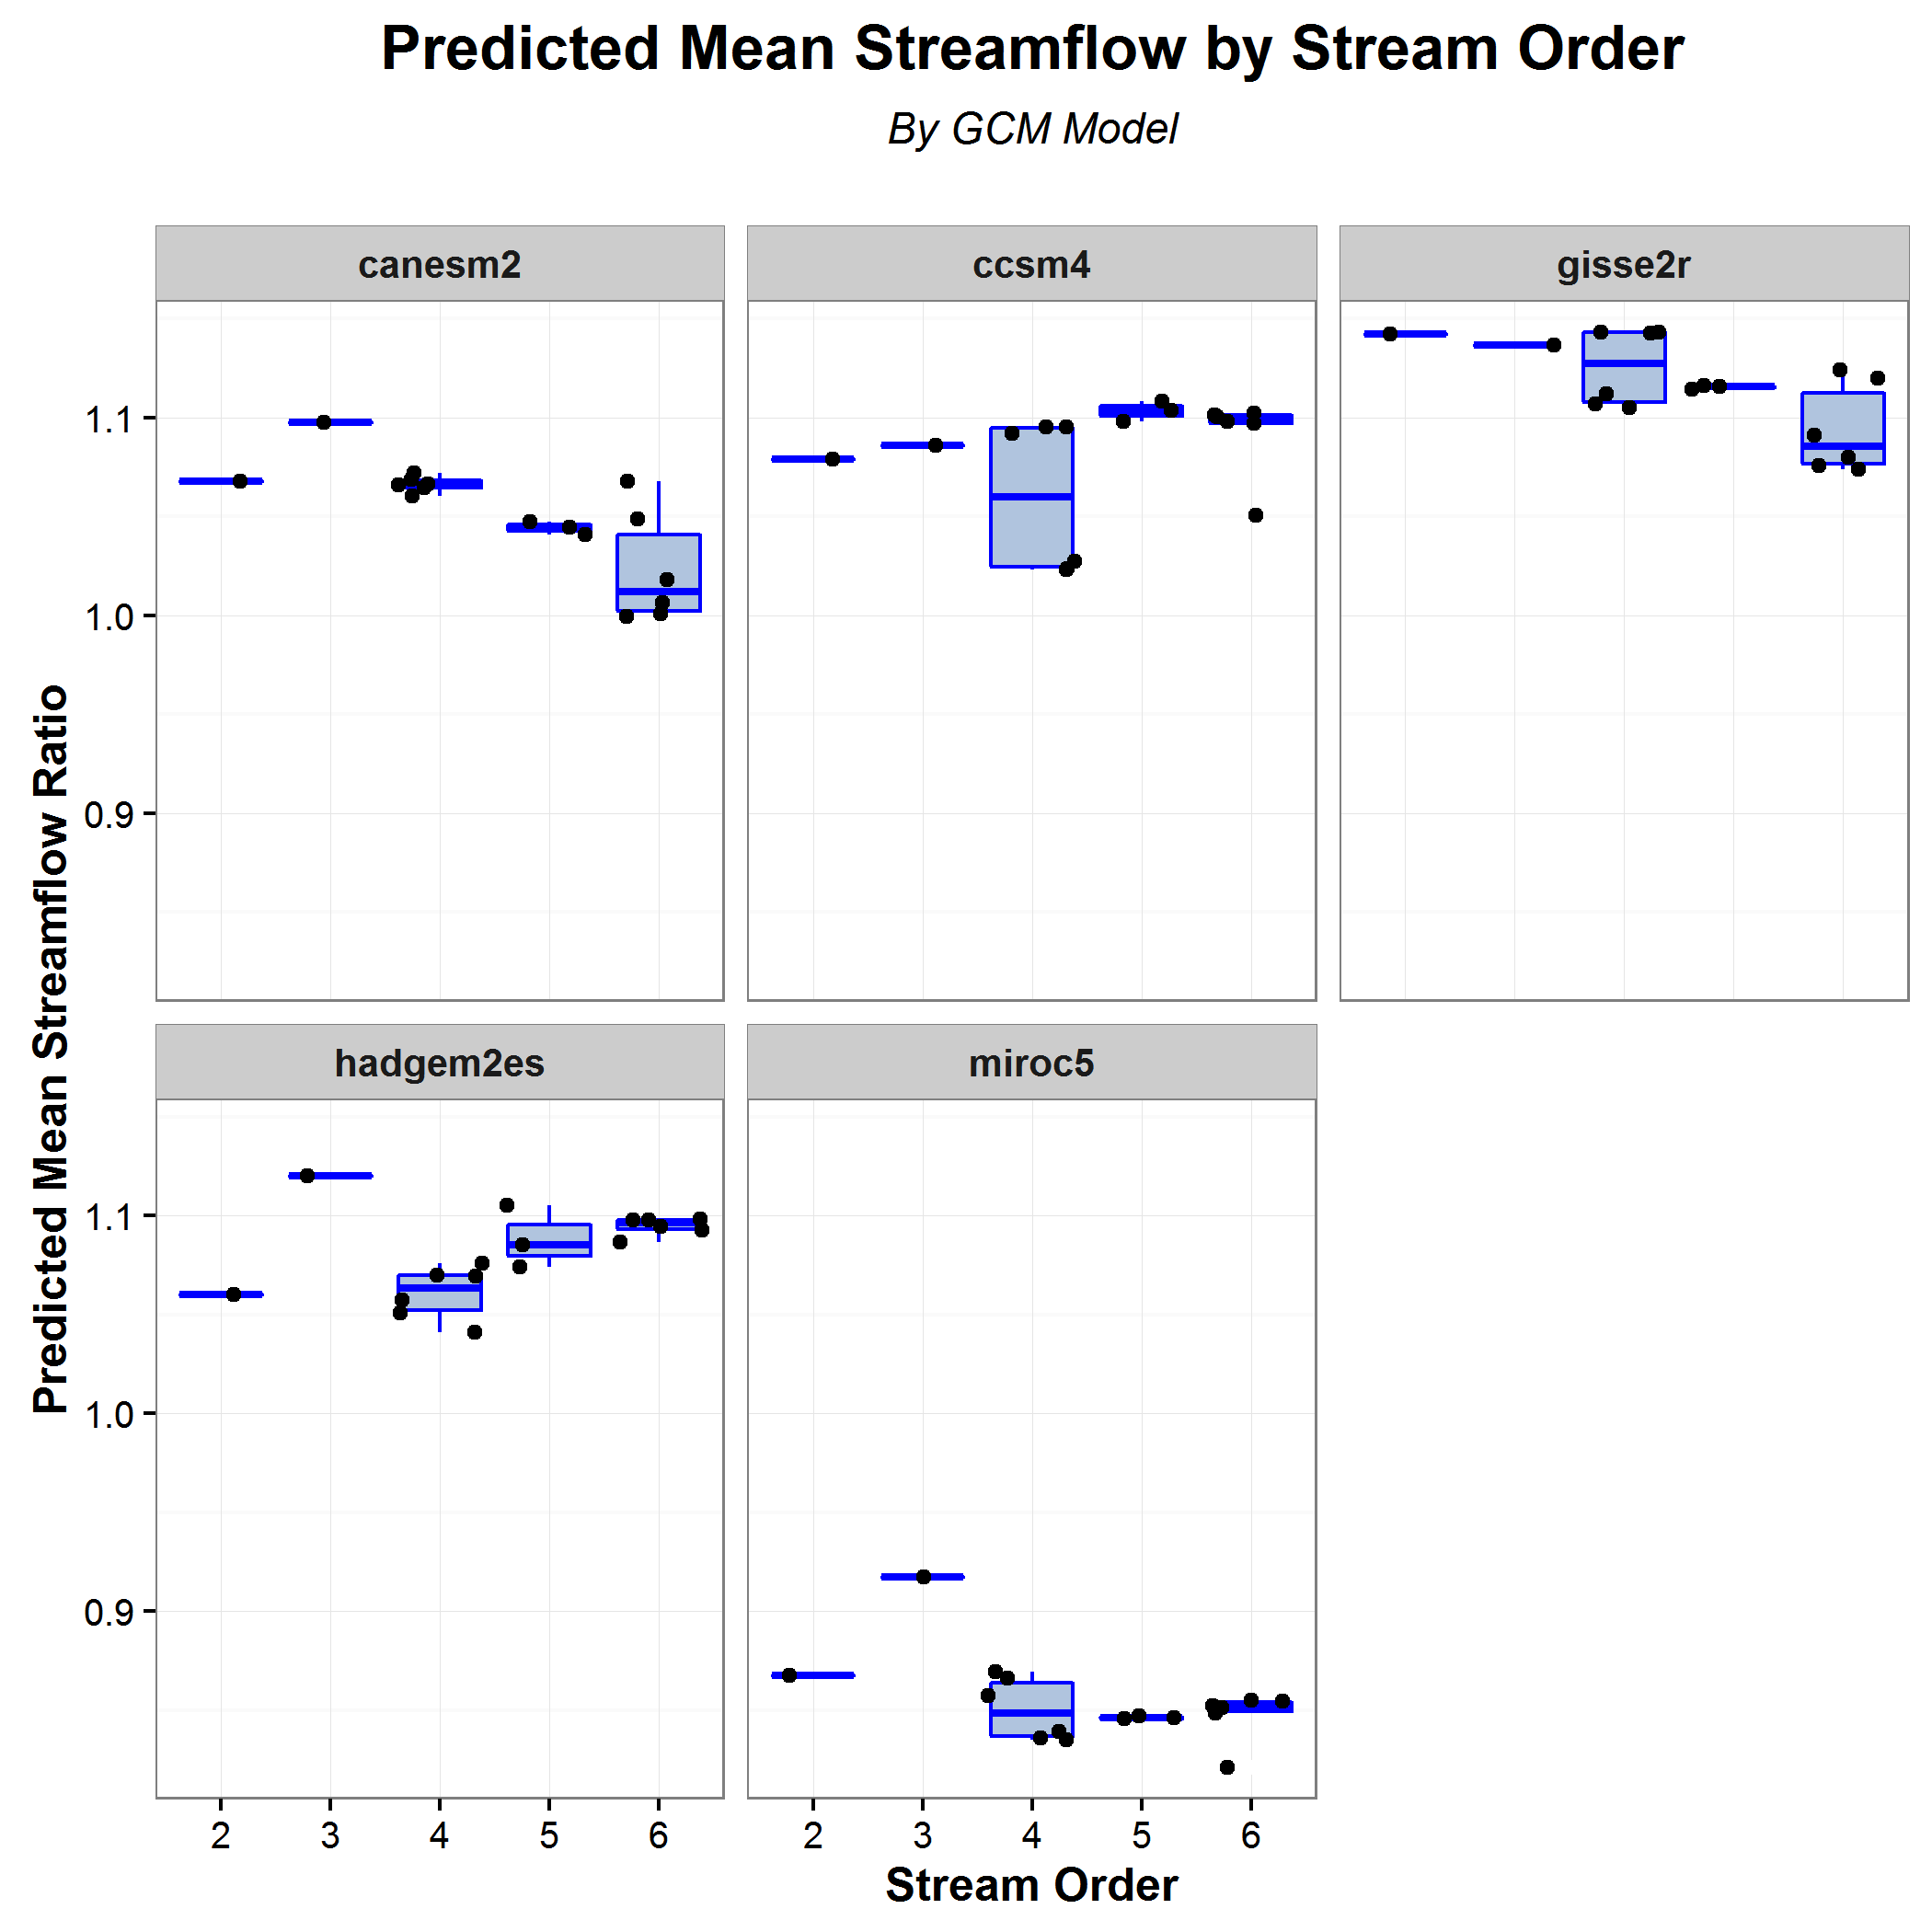 Predicted Mean Streamflow by Stream Order
By GCM Model
canesm2
ccsm4
gisse2r
1.1
1.0
0.9
Predicted Mean Streamflow Ratio
hadgem2es
miroc5
1.1
1.0
0.9
2 3 4 5 6
2 3 4 5 6
Stream Order